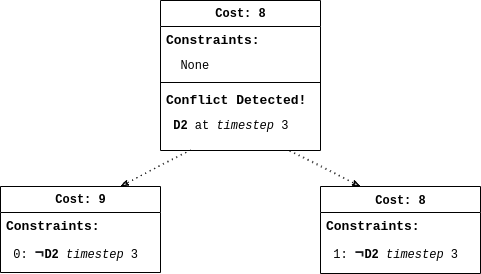 Cost: 8
Constraints:
None
Conflict Detected!
D2 at timestep 3
Cost: 9
Constraints:
0: ¬D2 timestep 3
Cost: 8
Constraints:
1: ¬D2 timestep 3